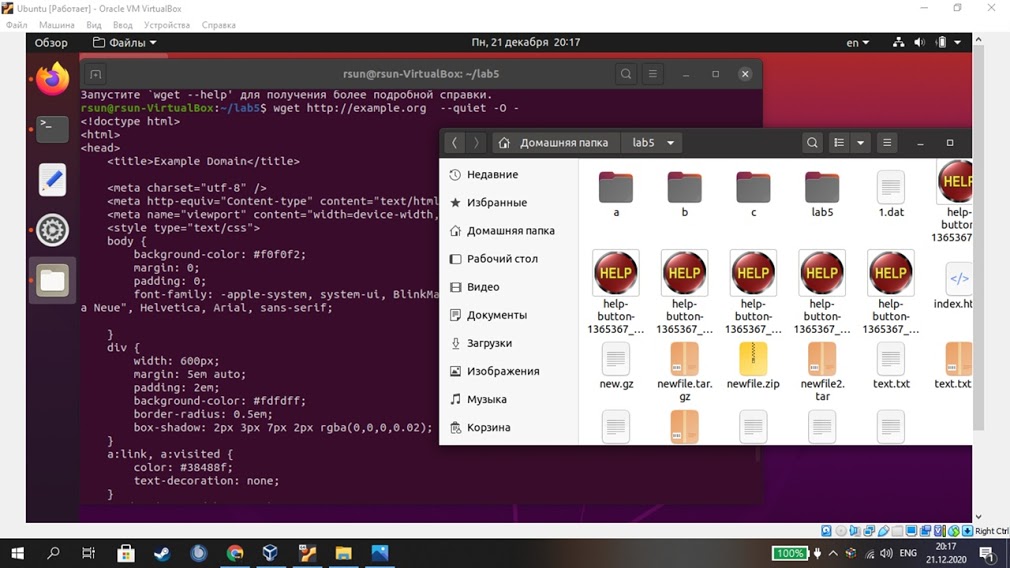 Ubuntu [Работает] - Oracle VM VirtualBox
Файл Машина Вид Ввод Устройства Справка
Обзор Файлы Пн, 21 декабря 20:17 en
rsun@rsun-VirtualBox: ~/lab5
Запустите `wget --help' для получения более подробной справки.
rsun@rsun-VirtualBox:~/lab5$ wget http://example.org --quiet -O -
<!doctype html>
<html>
<head>
<title>Example Domain</title>
<meta charset="utf-8" />
<meta http-equiv="Content-type" content="text/html
<meta name="viewport" content="width=device-width,
<style type="text/css">
body {
background-color: #f0f0f2;
margin: 0;
padding: 0;
font-family: -apple-system, system-ui, BlinkMa
a Neue", Helvetica, Arial, sans-serif;
}
div {
width: 600px;
margin: 5em auto;
padding: 2em;
background-color: #fdfdff;
border-radius: 0.5em;
box-shadow: 2px 3px 7px 2px rgba(0,0,0,0.02);
}
a:link, a:visited {
color: #38488f;
text-decoration: none;
}
Домашняя папка lab5
Недавние
Избранные
Домашняя папка
Рабочий стол
Видео
Документы
Загрузки
Изображения
Музыка
Корзина
HELP
a b c lab5 1.dat help-
button-
1365367_
HELP HELP HELP HELP HELP </>
help- help- help- help- help- index.ht
button- button- button- button- button-
1365367_... 1365367_... 1365367_... 1365367_... 1365367_...
new.gz newfile.tar. newfile.zip newfile2. text.txt text.txt
gz tar
Right Ctrl
100% ENG 20:17
21.12.2020
1